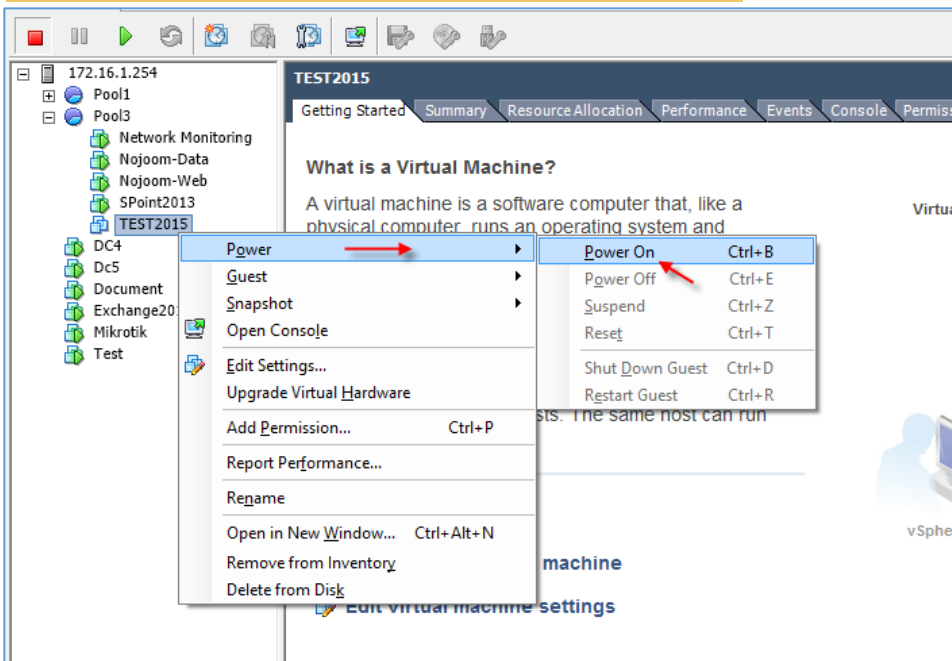 172.16.1.254
Pool1
Pool3
Network Monitoring
Nojoom-Data
Nojoom-Web
SPoint2013
TEST2015
DC4
Dc5
Document
Exchange20
Mikrotik
Test
TEST2015
Getting Started Summary Resource Allocation Performance Events Console Permiss
What is a Virtual Machine?
A virtual machine is a software computer that, like a
physical computer, runs an operating system and
Virtua
Power
Guest
Snapshot
Open Console
Edit Settings...
Upgrade Virtual Hardware
Add Permission... Ctrl+P
Report Performance...
Rename
Open in New Window... Ctrl+Alt+N
Remove from Inventory
Delete from Disk
Power On Ctrl+B
Power Off Ctrl+E
Suspend Ctrl+Z
Reset Ctrl+T
Shut Down Guest Ctrl+D
Restart Guest Ctrl+R
sts. The same host can run
vSphe
machine
Edit virtual machine settings